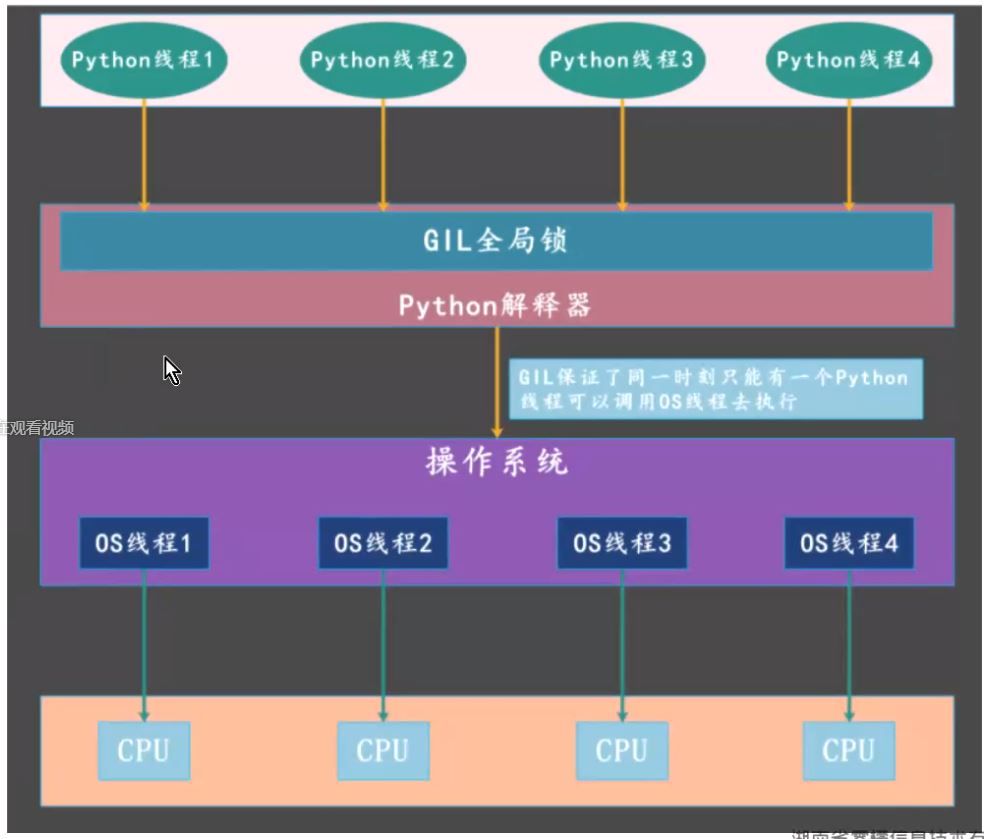 Python线程1
Python线程2
Python线程3
Python线程4
GIL全局锁
Python解释器
GIL保证了同一时刻只能有一个Python
线程可以调用OS线程去执行
在观看视频
操作系统
OS线程1
OS线程2
OS线程3
OS线程4
CPU
CPU
CPU
CPU